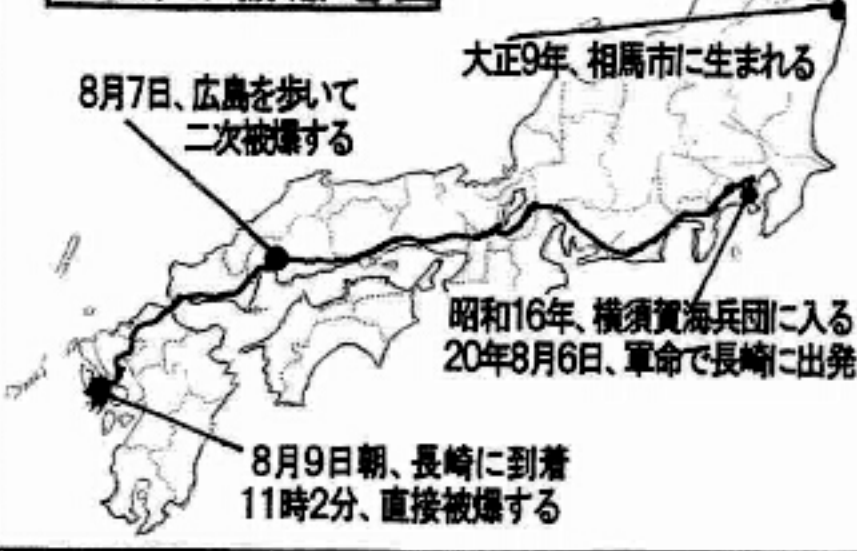 大正9年、相馬市に生まれる
8月7日、広島を歩いて
二次被爆する
昭和16年、横須賀海兵団に入る
20年8月6日、軍命で長崎に出発
8月9日朝、長崎に到着
11時2分、直接被爆する